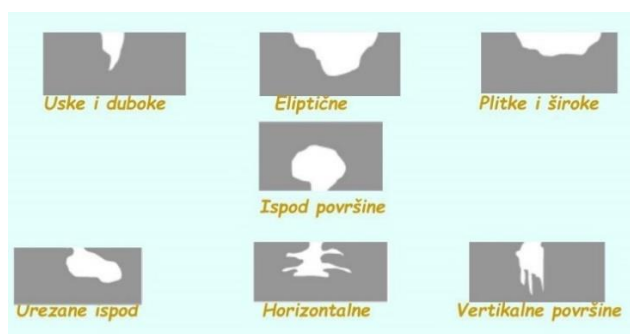 Uske i duboke
Eliptične
Plitke i široke
Ispod površine
Urezane ispod
Horizontalne
Vertikalne površine